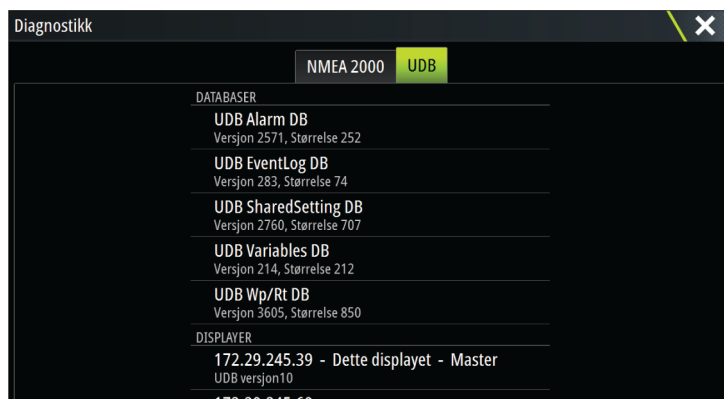 Diagnostikk
NMEA 2000
UDB
DATABASER
UDB Alarm DB
Versjon 2571, Størrelse 252
UDB EventLog DB
Versjon 283, Størrelse 74
UDB SharedSetting DB
Versjon 2760, Størrelse 707
UDB Variables DB
Versjon 214, Størrelse 212
UDB Wp/Rt DB
Versjon 3605, Størrelse 850
DISPLAYER
172.29.245.39 - Dette displayet - Master
UDB versjon10